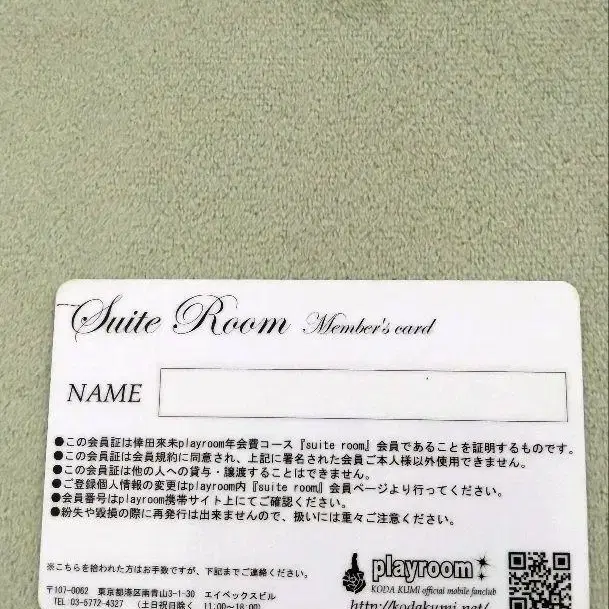 Suite Room Member's card
NAME
●この会員証は倖田來未playroom年会費コース『suite room』会員であることを証明するものです。
●この会員証は会員規約に同意され、上記に署名された会員ご本人様以外使用できません。
●この会員証は他の人への貸与・譲渡することはできません。
●ご登録個人情報の変更はplayroom内『suite room』会員ページより行ってください。
●会員番号はplayroom携帯サイト上にてご確認ください。
●紛失や毀損の際に再発行は出来ませんので、扱いには重々ご注意ください。
※こちらを拾われた方はお手数ですが、下記までご連絡ください。
〒107-0062 東京都港区南青山3-1-30 エイベックスビル
TEL:03-5772-4327 (土日祝日除く 11:00~18:00)
playroom
KODA KUMI official mobile fanclub
http://kodakumi.net/